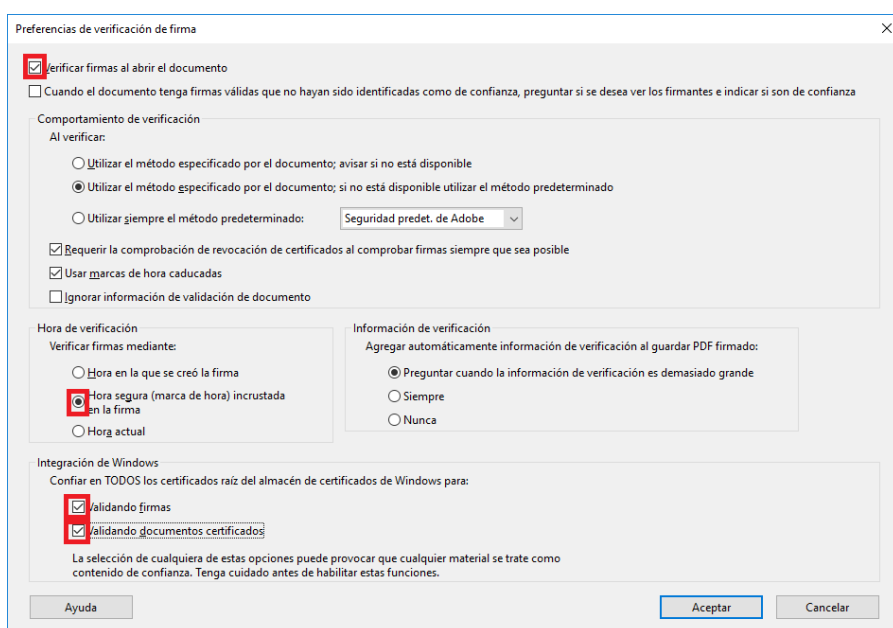 Preferencias de verificación de firma
Verificar firmas al abrir el documento
Cuando el documento tenga firmas válidas que no hayan sido identificadas como de confianza, preguntar si se desea ver los firmantes e indicar si son de confianza
Comportamiento de verificación
Al verificar:
Utilizar el método especificado por el documento; avisar si no está disponible
Utilizar el método especificado por el documento; si no está disponible utilizar el método predeterminado
Utilizar siempre el método predeterminado: Seguridad predet. de Adobe
Requerir la comprobación de revocación de certificados al comprobar firmas siempre que sea posible
Usar marcas de hora caducadas
Ignorar información de validación de documento
Hora de verificación
Verificar firmas mediante:
Hora en la que se creó la firma
Hora segura (marca de hora) incrustada
en la firma
Hora actual
Información de verificación
Agregar automáticamente información de verificación al guardar PDF firmado:
Preguntar cuando la información de verificación es demasiado grande
Siempre
Nunca
Integración de Windows
Confiar en TODOS los certificados raíz del almacén de certificados de Windows para:
Validando firmas
Validando documentos certificados
La selección de cualquiera de estas opciones puede provocar que cualquier material se trate como
contenido de confianza. Tenga cuidado antes de habilitar estas funciones.
Ayuda
Aceptar
Cancelar